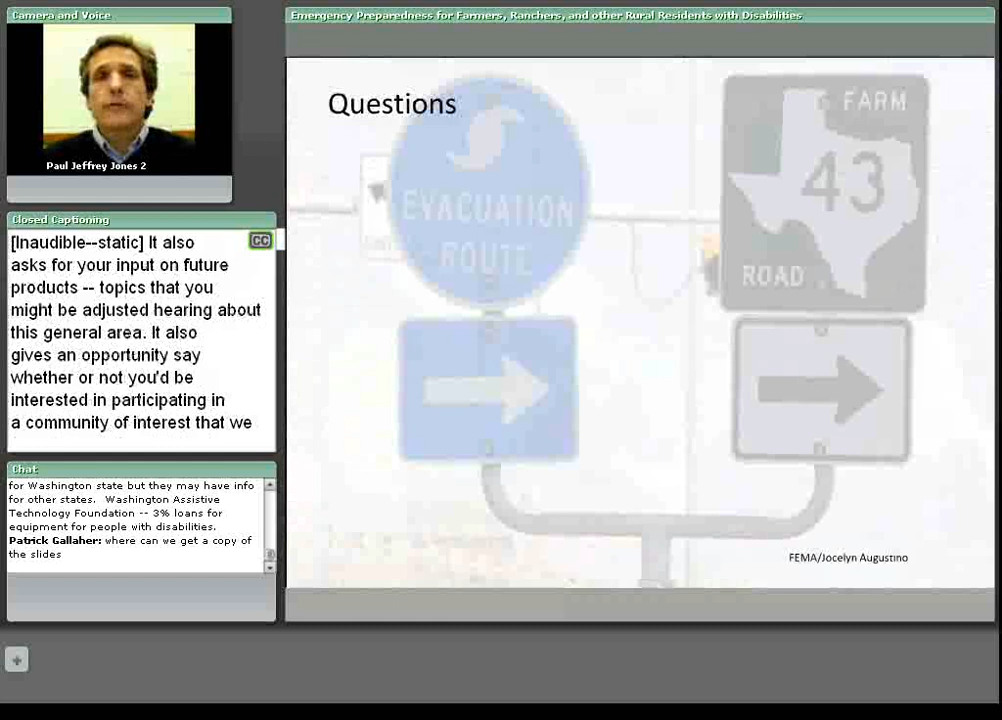 Camera and Voice
Paul Jeffrey Jones 2
Closed Captioning
CC
[Inaudible--static] It also
asks for your input on future
products -- topics that you
might be adjusted hearing about
this general area. It also
gives an opportunity say
whether or not you'd be
interested in participating in
a community of interest that we
Chat
for Washington state but they may have info
for other states. Washington Assistive
Technology Foundation -- 3% loans for
equipment for people with disabilities.
Patrick Gallaher: where can we get a copy of
the slides
Emergency Preparedness for Farmers, Ranchers, and other Rural Residents with Disabilities
Questions
EVACUATION
ROUTE
FARM
43
ROAD
FEMA/Jocelyn Augustino